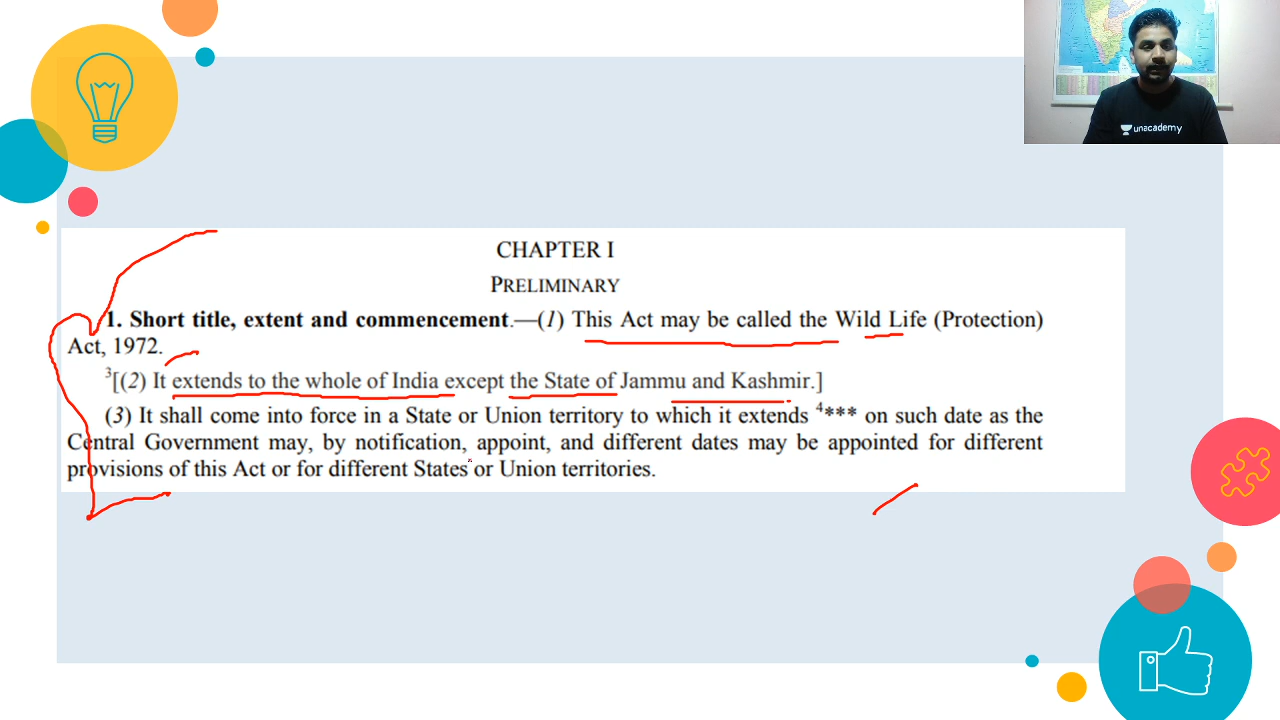 unacademy
CHAPTER I
PRELIMINARY
1. Short title, extent and commencement.—(1) This Act may be called the Wild Life (Protection)
Act, 1972.
3[(2) It extends to the whole of India except the State of Jammu and Kashmir.]
(3) It shall come into force in a State or Union territory to which it extends 4*** on such date as the
Central Government may, by notification, appoint, and different dates may be appointed for different
provisions of this Act or for different States or Union territories.